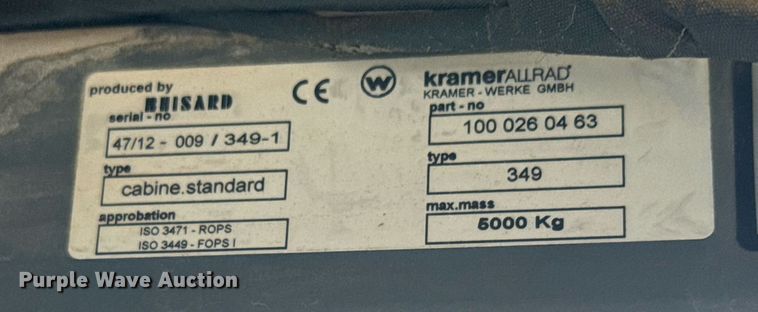 produced by
serial - no
47/12 - 009 / 349-1
type
cabine.standard
approbation
ISO 3471 - ROPS
ISO 3449 - FOPS I
CE
W
kramerALLRAD
KRAMER - WERKE GMBH
part - no
100 026 04 63
type
349
max.mass
5000 Kg
Purple Wave Auction